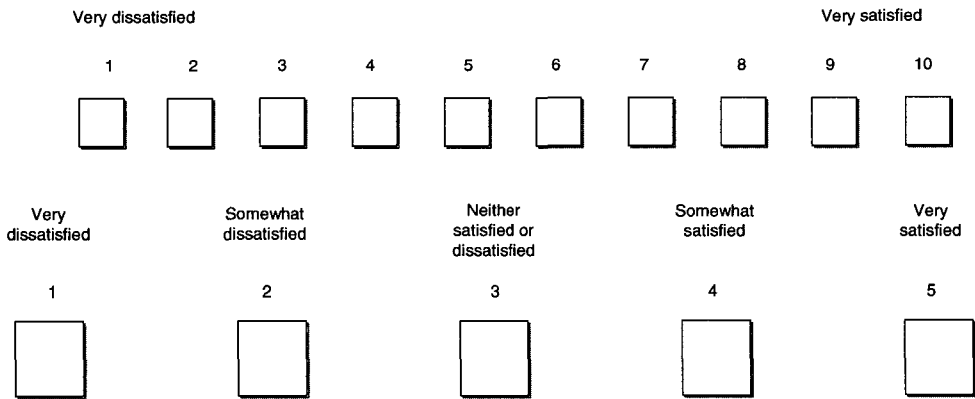 Very dissatisfied Very satisfied
1 2 3 4 5 6 7 8 9 10
Very dissatisfied
Somewhat dissatisfied
Neither satisfied or dissatisfied
Somewhat satisfied
Very satisfied
1 2 3 4 5